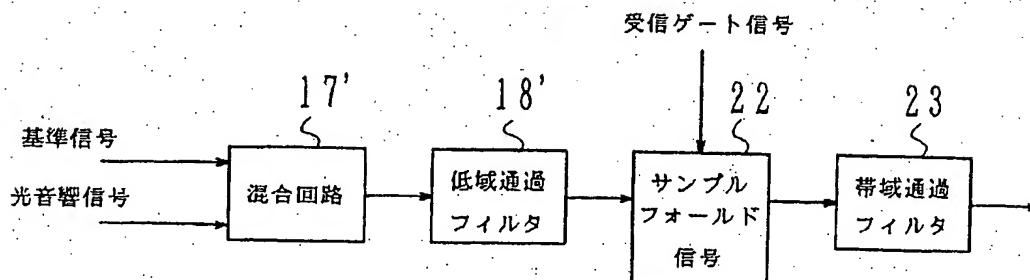 受信ゲート信号
17'
18'
22
23
基準信号
光音響信号
混合回路
低域通過
フィルタ
サンプル
フォールド
信号
帯域通過
フィルタ